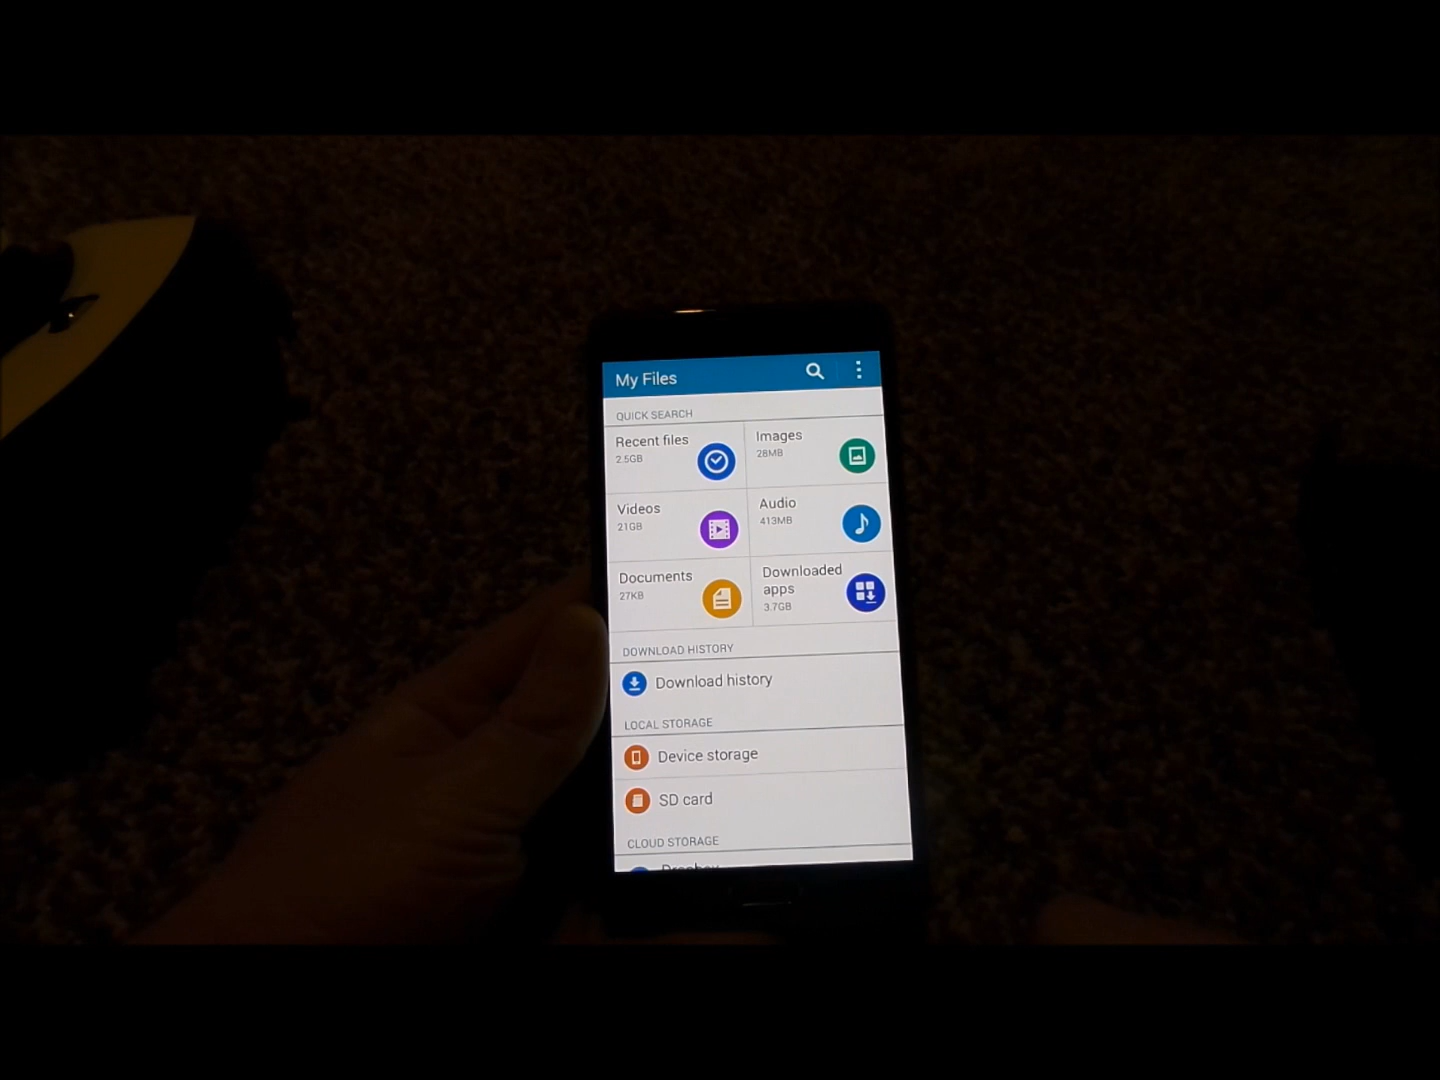 My Files
QUICK SEARCH
Recent files
2.5GB
Images
28MB
Videos
21GB
Audio
413MB
Documents
27KB
Downloaded
apps
3.7GB
DOWNLOAD HISTORY
Download history
LOCAL STORAGE
Device storage
SD card
CLOUD STORAGE
Dropbox